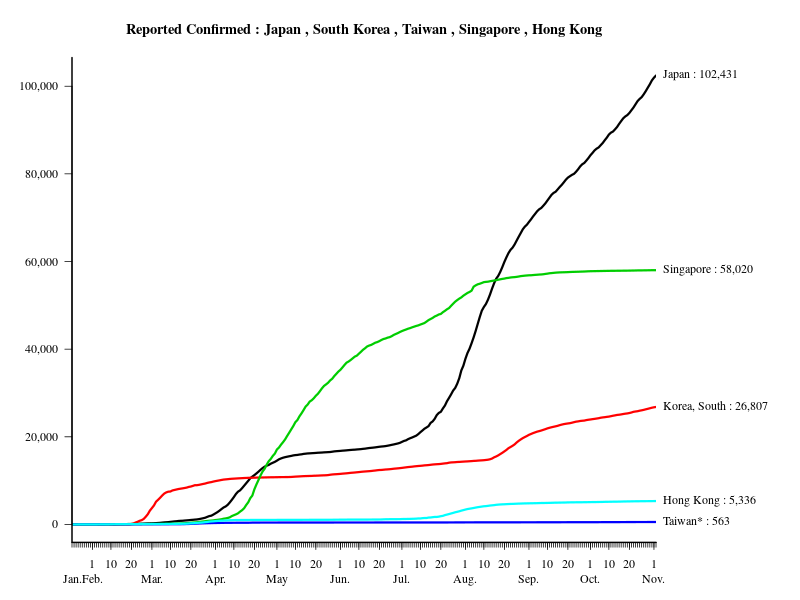 Reported Confirmed : Japan , South Korea , Taiwan , Singapore , Hong Kong
100,000
80,000
60,000
40,000
20,000
0
Japan : 102,431
Singapore : 58,020
Korea, South : 26,807
Hong Kong : 5,336
Taiwan* : 563
1 10 20 1 10 20 1 10 20 1 10 20 1 10 20 1 10 20 1 10 20 1 10 20 1 10 20 1
Jan.Feb. Mar. Apr. May Jun. Jul. Aug. Sep. Oct. Nov.